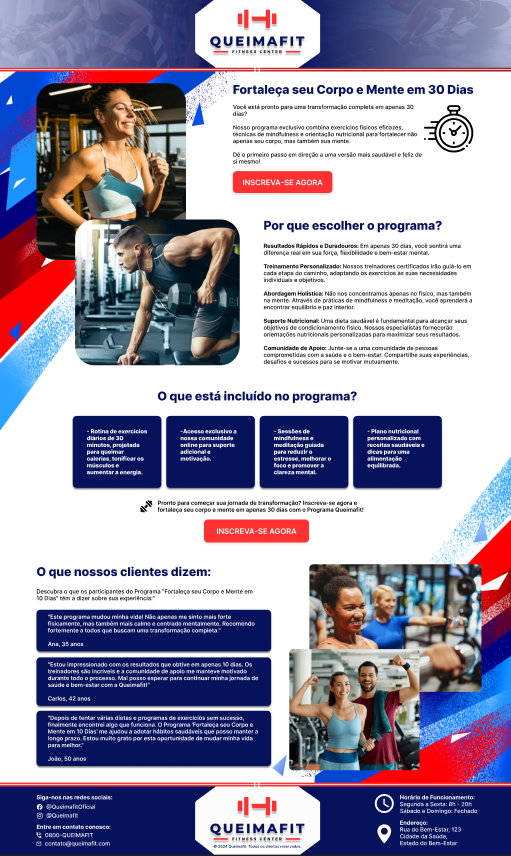 QUEIMAFIT
FITNESS CENTER
Fortaleça seu Corpo e Mente em 30 Dias
Você está pronto para uma transformação completa em apenas 30
dias?
Nosso programa exclusivo combina exercícios físicos eficazes,
técnicas de mindfulness e orientação nutricional para fortalecer não
apenas seu corpo, mas também sua mente.
Dê o primeiro passo em direção a uma versão mais saudável e feliz de
si mesmo!
INSCREVA-SE AGORA
Por que escolher o programa?
Resultados Rápidos e Duradouros: Em apenas 30 dias, você sentirá uma
diferença real em sua força, flexibilidade e bem-estar mental.
Treinamento Personalizado: Nossos treinadores certificados irão guiá-lo em
cada etapa do caminho, adaptando os exercícios às suas necessidades
individuais e objetivos.
Abordagem Holística: Não nos concentramos apenas no físico, mas também
na mente. Através de práticas de mindfulness e meditação, você aprenderá a
encontrar equilíbrio e paz interior.
Suporte Nutricional: Uma dieta saudável é fundamental para alcançar seus
objetivos de condicionamento físico. Nossos especialistas fornecerão
orientações nutricionais personalizadas para maximizar seus resultados.
Comunidade de Apoio: Junte-se a uma comunidade de pessoas
comprometidas com a saúde e o bem-estar. Compartilhe suas experiências,
desafios e sucessos para se motivar mutuamente.
O que está incluído no programa?
- Rotina de exercícios
diários de 30
minutos, projetada
para queimar
calorias, tonificar os
músculos e
aumentar a energia.
-Acesso exclusivo a
nossa comunidade
online para suporte
adicional e
motivação.
- Sessões de
mindfulness e
meditação guiada
para reduzir o
estresse, melhorar o
foco e promover a
clareza mental.
- Plano nutricional
personalizado com
receitas saudáveis e
dicas para uma
alimentação
equilibrada.
Pronto para começar sua jornada de transformação? Inscreva-se agora e
fortaleça seu corpo e mente em apenas 30 dias com o Programa Queimafit!
INSCREVA-SE AGORA
O que nossos clientes dizem:
Descubra o que os participantes do Programa "Fortaleça seu Corpo e Mente em
10 Dias" têm a dizer sobre sua experiência:"
"Este programa mudou minha vida! Não apenas me sinto mais forte
fisicamente, mas também mais calmo e centrado mentalmente. Recomendo
fortemente a todos que buscam uma transformação completa."
Ana, 35 anos
"Estou impressionado com os resultados que obtive em apenas 10 dias. Os
treinadores são incríveis e a comunidade de apoio me manteve motivado
durante todo o processo. Mal posso esperar para continuar minha jornada de
saúde e bem-estar com a Queimafit!"
Carlos, 42 anos
"Depois de tentar várias dietas e programas de exercícios sem sucesso,
finalmente encontrei algo que funciona. O Programa 'Fortaleça seu Corpo e
Mente em 10 Dias' me ajudou a adotar hábitos saudáveis que posso manter a
longo prazo. Estou muito grato por esta oportunidade de mudar minha vida
para melhor."
João, 50 anos
Siga-nos nas redes sociais:
@QueimafitOficial
@Queimafit
Entre em contato conosco:
0800-QUEIMAFIT
contato@queimafit.com
QUEIMAFIT
FITNESS CENTER
© 2024 Queimafit. Todos os direitos reservados.
Horário de Funcionamento:
Segunda a Sexta: 8h - 20h
Sábado e Domingo: Fechado
Endereço:
Rua do Bem-Estar, 123
Cidade da Saúde,
Estado do Bem-Estar